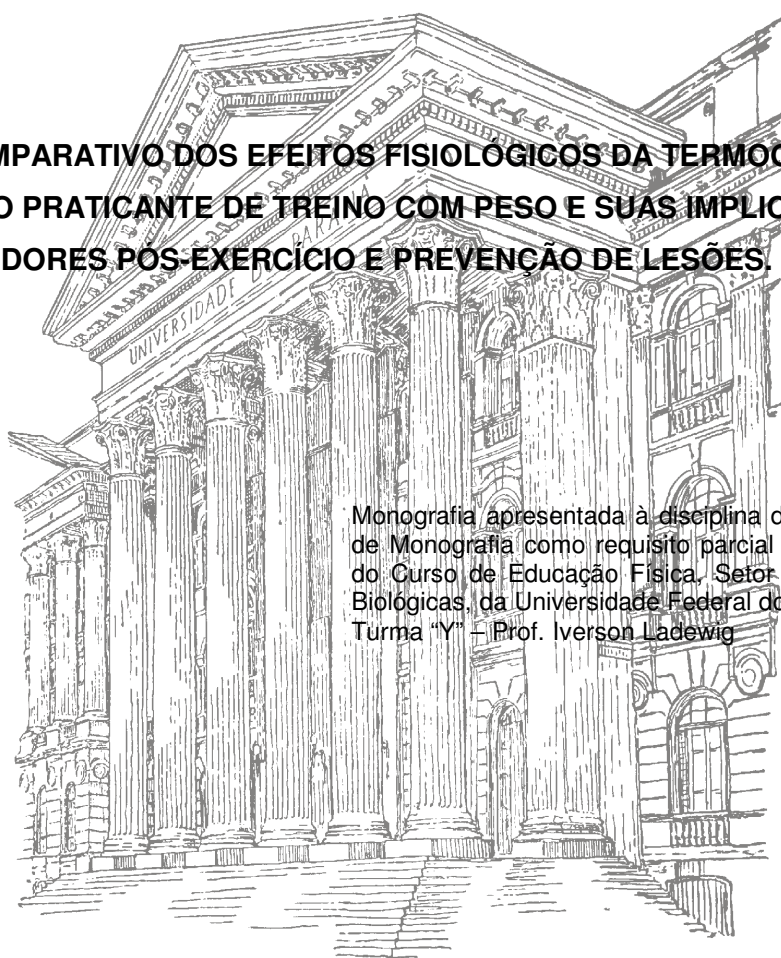 MPARATIVO DOS EFEITOS FISIOLÓGICOS DA TERMOC
O PRATICANTE DE TREINO COM PESO E SUAS IMPLIC
DORES PÓS-EXERCÍCIO E PREVENÇÃO DE LESÕES.
UNIVERSIDADE
Monografia apresentada à disciplina d
de Monografia como requisito parcial
do Curso de Educação Física, Setor
Biológicas, da Universidade Federal do
Turma “Y” – Prof. Iverson Ladewig